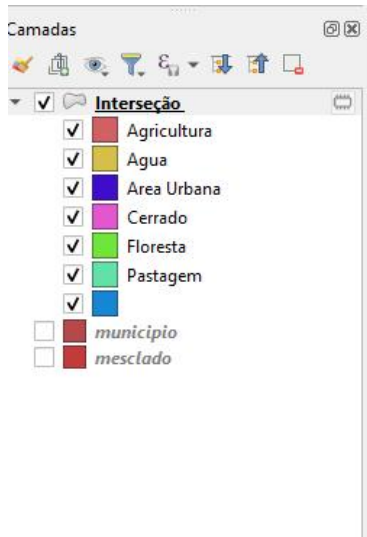 Camadas
Interseção
Agricultura
Agua
Area Urbana
Cerrado
Floresta
Pastagem
municipio
mesclado